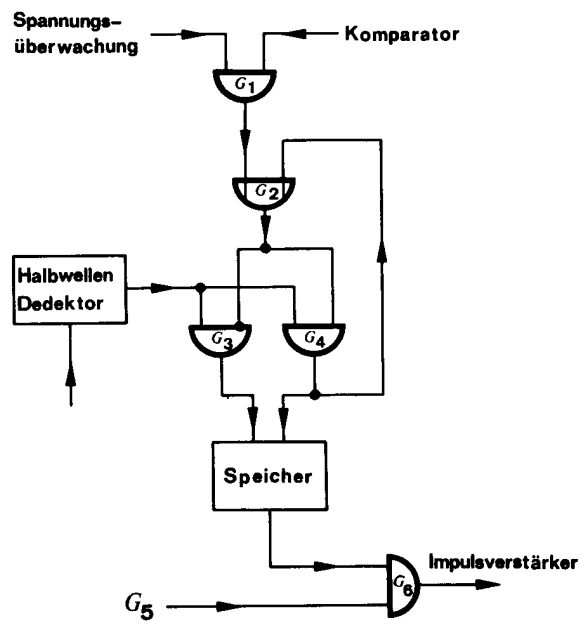 Spannungs-
überwachung
Komparator
G1
G2
Halbwellen
Dedektor
G3
G4
Speicher
Impulsverstärker
G6
G5